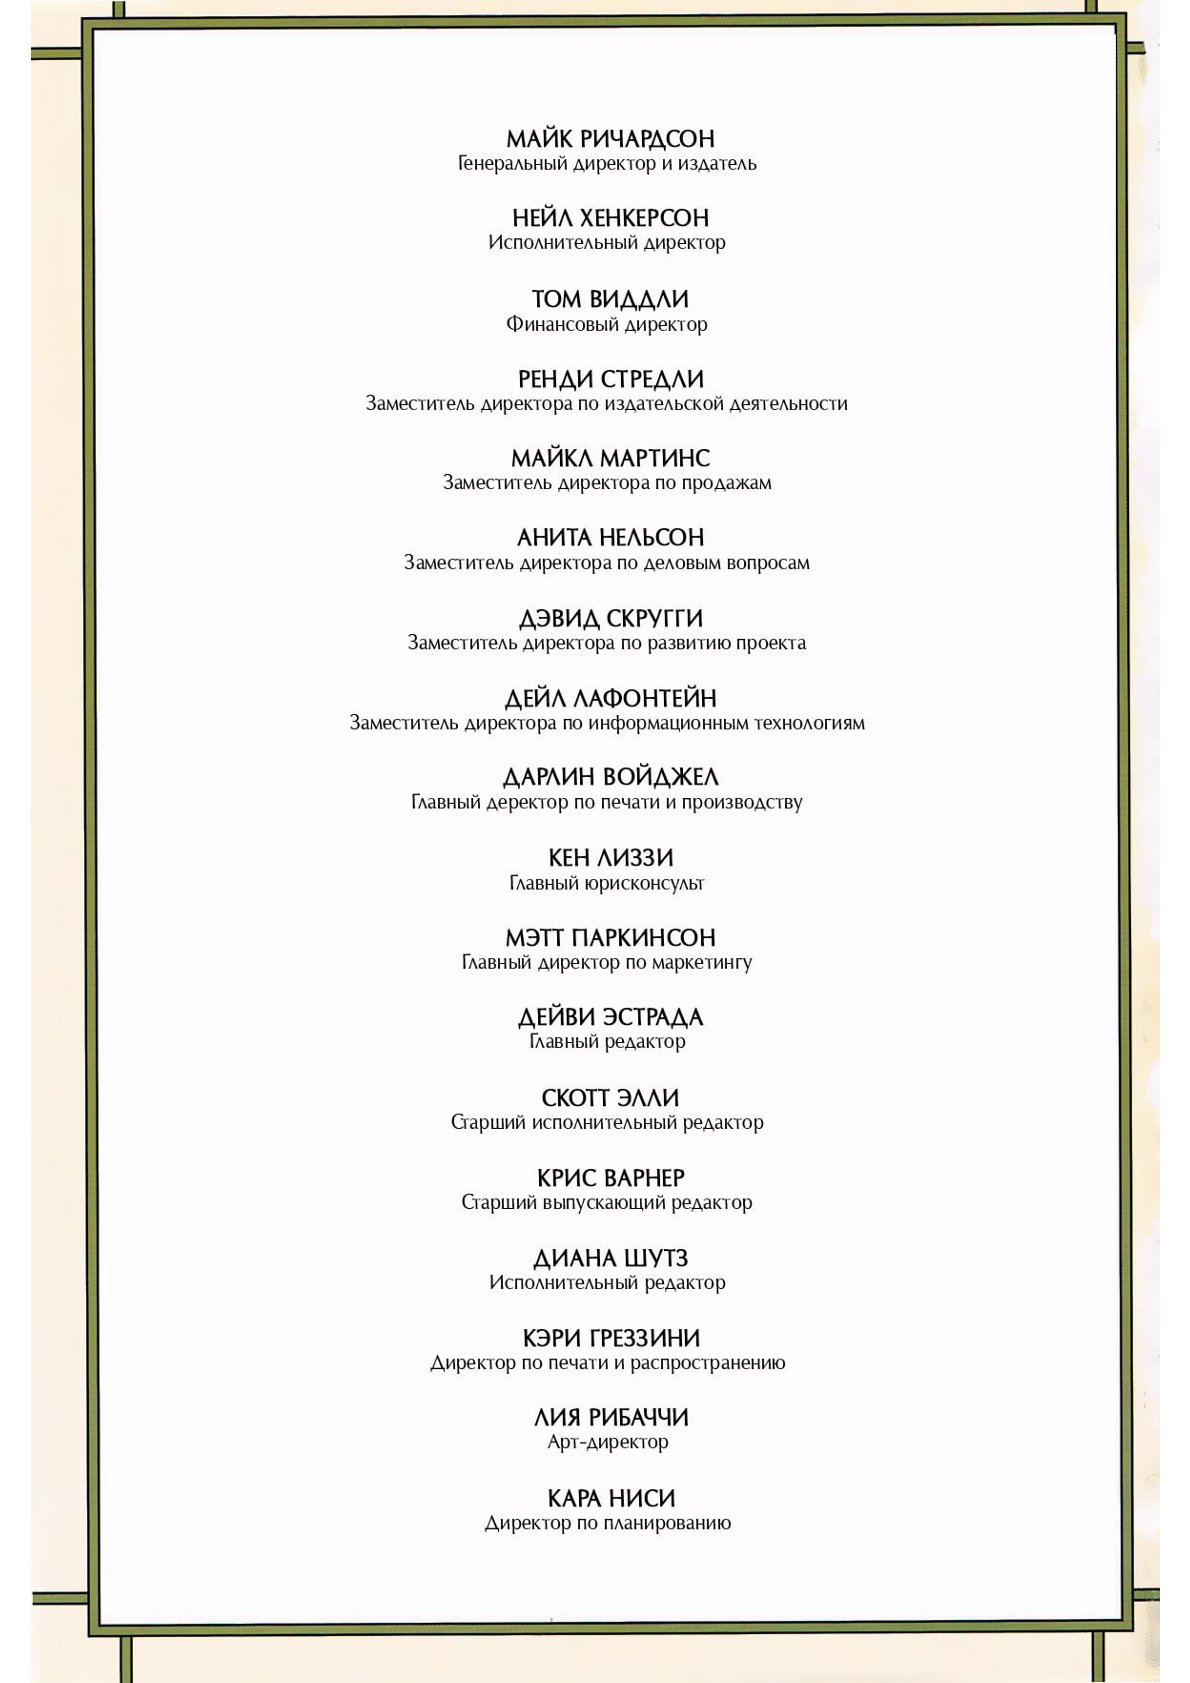 МАЙК РИЧАРДСОН
Генеральный директор и издатель
НЕЙЛ ХЕНКЕРСОН
Исполнительный директор
ТОМ ВИДДЛИ
Финансовый директор
РЕНДИ СТРЕДЛИ
Заместитель директора по издательской деятельности
МАЙКЛ МАРТИНС
Заместитель директора по продажам
АНИТА НЕЛЬСОН
Заместитель директора по деловым вопросам
ДЭВИД СКРУГГИ
Заместитель директора по развитию проекта
ДЕЙЛ ЛАФОНТЕЙН
Заместитель директора по информационным технологиям
ДАРЛИН ВОЙДЖЕЛ
Главный деректор по печати и производству
КЕН ЛИЗЗИ
Главный юрисконсульт
МЭТТ ПАРКИНСОН
Главный директор по маркетингу
ДЕЙВИ ЭСТРАДА
Главный редактор
СКОТТ ЭЛЛИ
Старший исполнительный редактор
КРИС ВАРНЕР
Старший выпускающий редактор
ДИАНА ШУТЗ
Исполнительный редактор
КЭРИ ГРЕЗЗИНИ
Директор по печати и распространению
ЛИЯ РИБАЧЧИ
Арт-директор
КАРА НИСИ
Директор по планированию